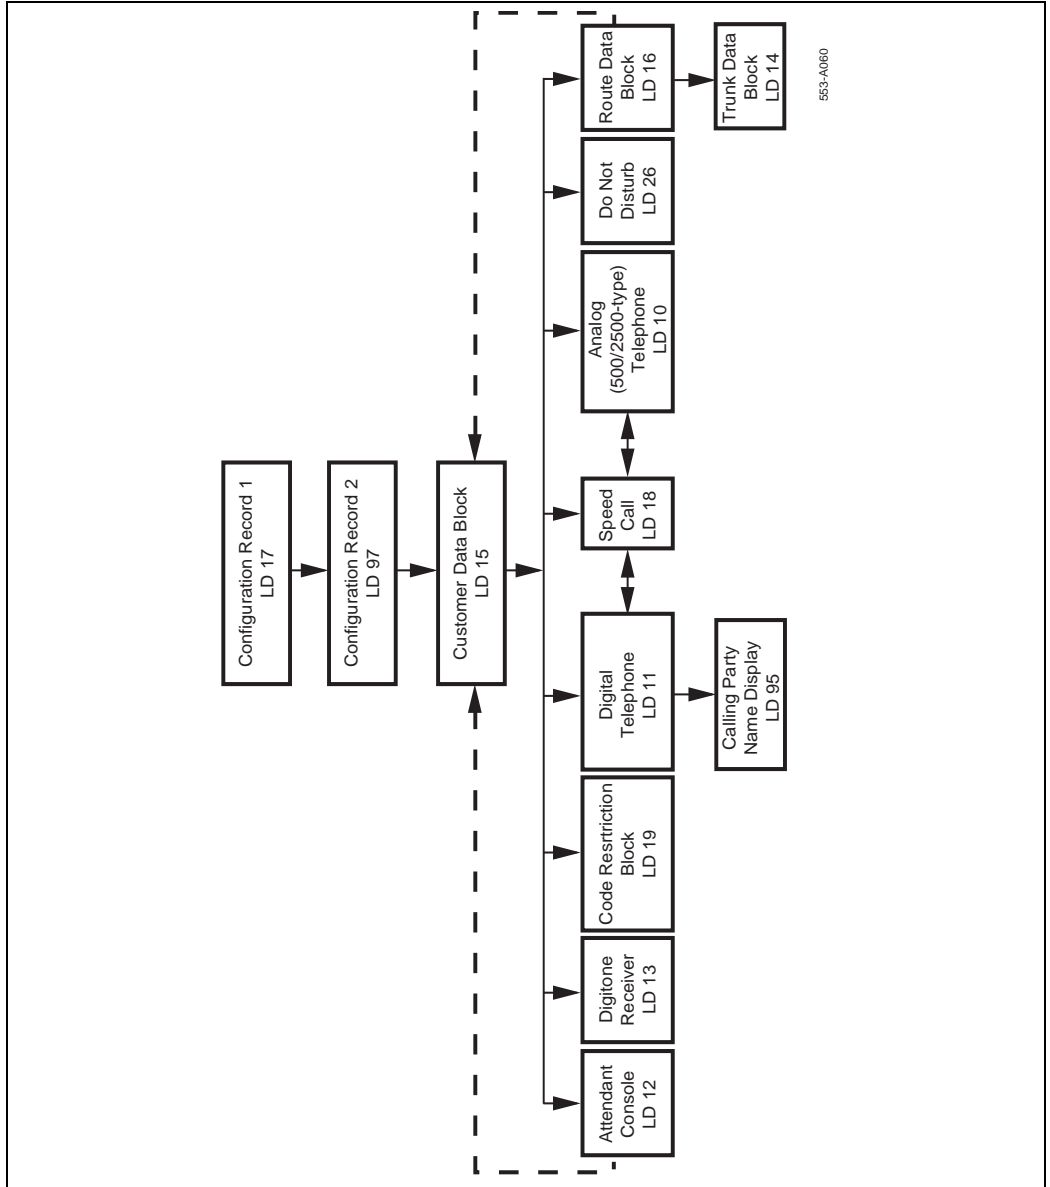 Configuration Record 1
LD 17
Configuration Record 2
LD 97
Customer Data Block
LD 15
Attendant
Console
LD 12
Digitone
Receiver
LD 13
Code Resrtriction
Block
LD 19
Digital
Telephone
LD 11
Speed
Call
LD 18
Analog
(500/2500-type)
Telephone
LD 10
Do Not
Disturb
LD 26
Route Data
Block
LD 16
Calling Party
Name Display
LD 95
Trunk Data
Block
LD 14
553-A060